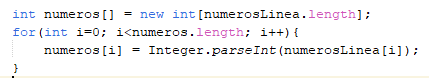 int numeros[] = new int[numerosLinea.length];
for(int i=0; i<numeros.length; i++){
    numeros[i] = Integer.parseInt(numerosLinea[i]);
}